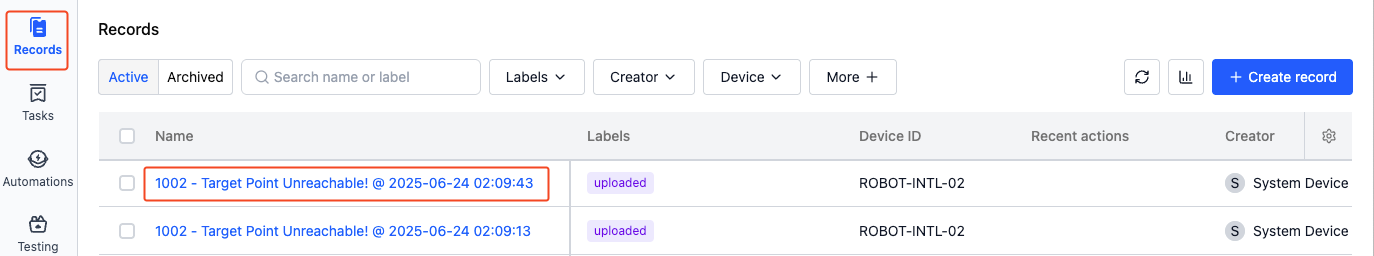 Records
Tasks
Automations
Testing
Records
Active Archived Search name or label Labels Creator Device More + + Create record
Name Labels Device ID Recent actions Creator
1002 - Target Point Unreachable! @ 2025-06-24 02:09:43 uploaded ROBOT-INTL-02 S System Device
1002 - Target Point Unreachable! @ 2025-06-24 02:09:13 uploaded ROBOT-INTL-02 S System Device